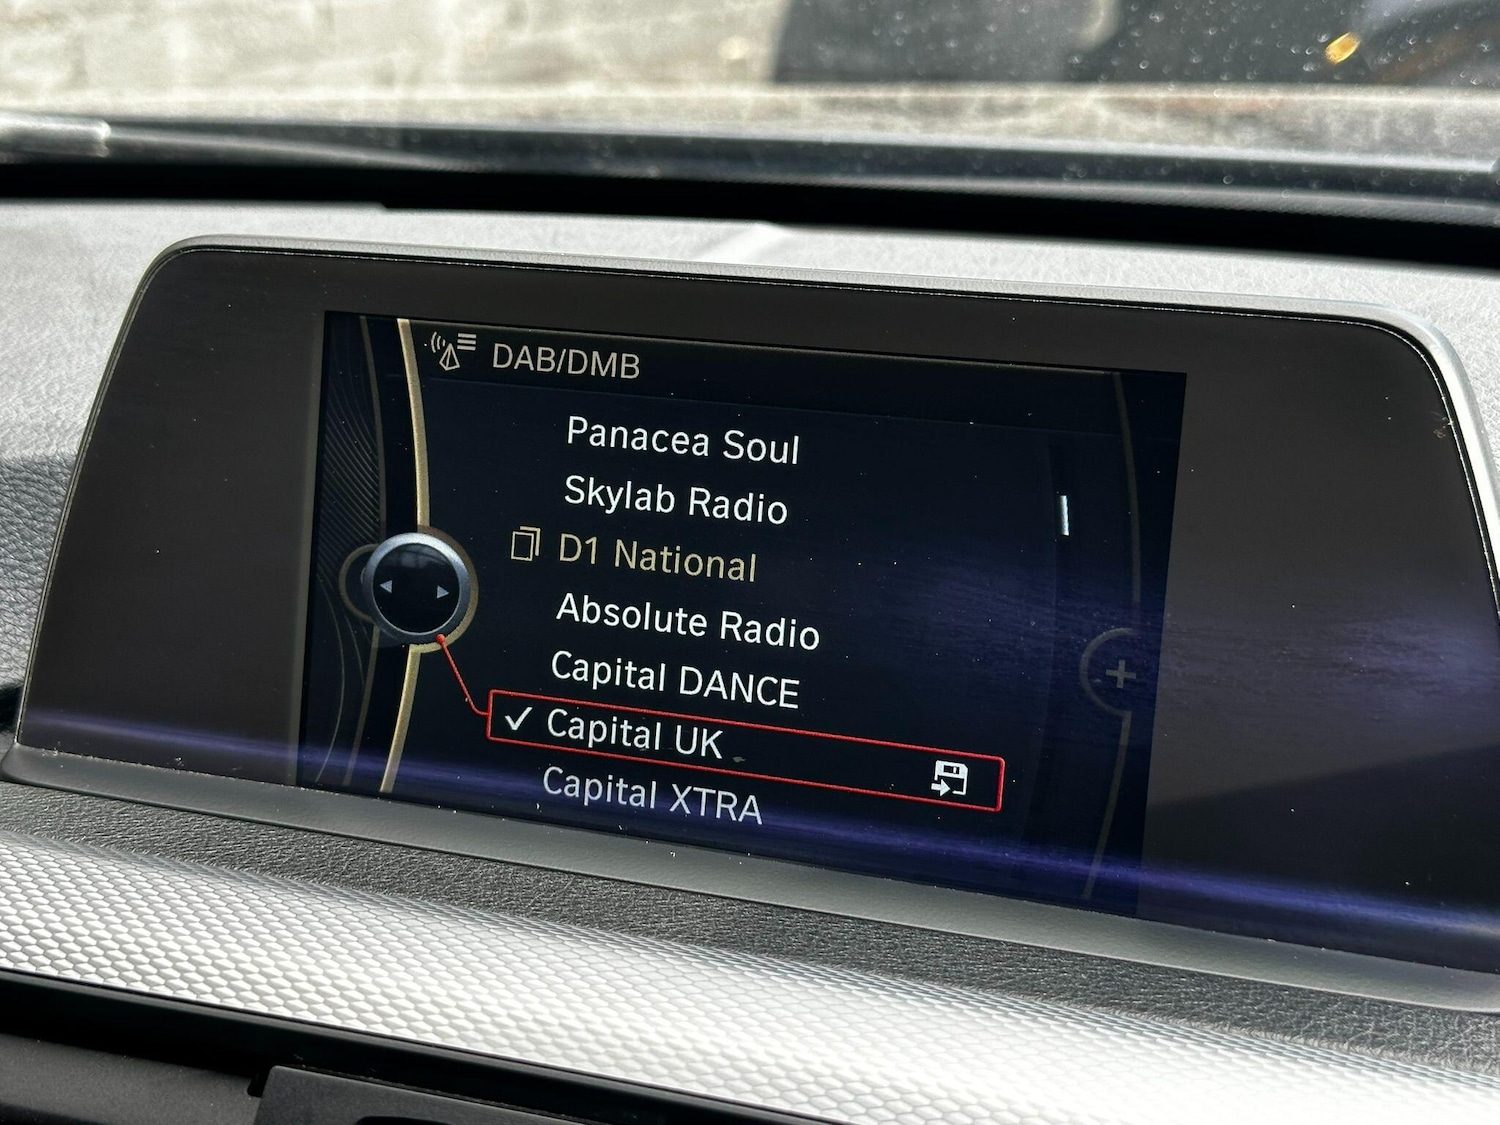 DAB/DMB
Panacea Soul
Skylab Radio
D1 National
Absolute Radio
Capital DANCE
Capital UK
Capital XTRA